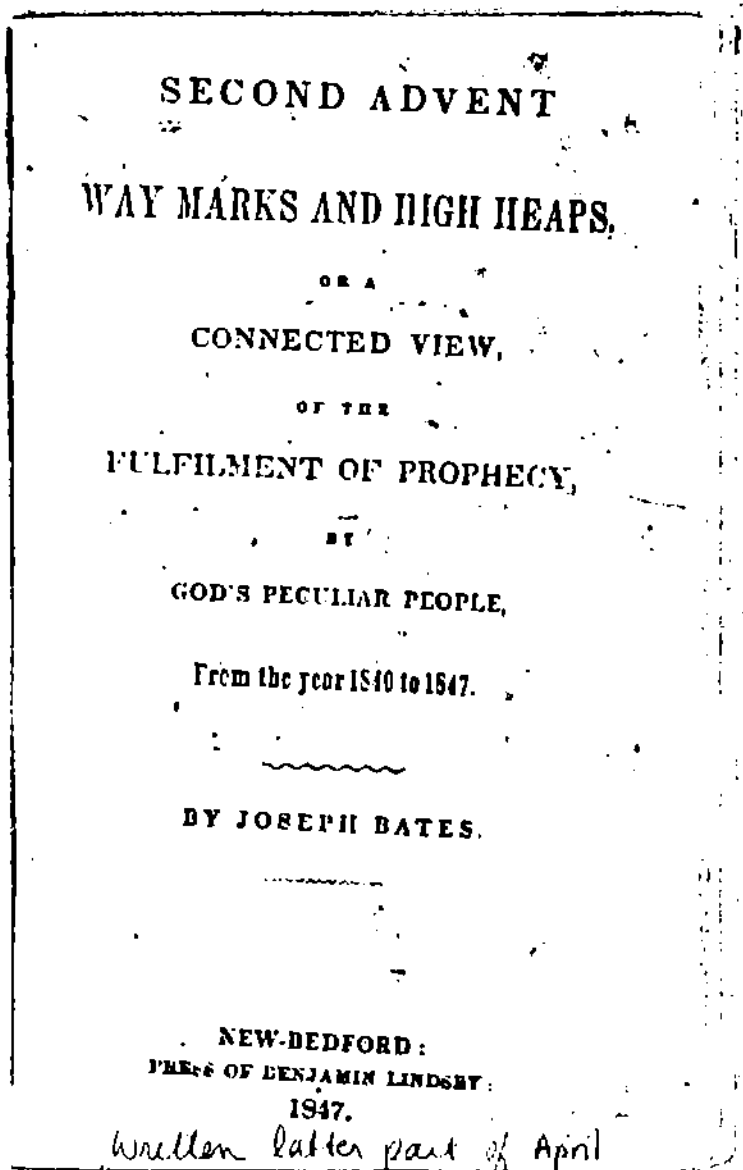 SECOND ADVENT
WAY MARKS AND HIGH HEAPS,
OR A
CONNECTED VIEW,
OF THE
FULFILMENT OF PROPHECY,
BY
GOD'S PECULIAR PEOPLE,
From the year 1840 to 1847.
BY JOSEPH BATES.
NEW-BEDFORD:
PRESS OF BENJAMIN LINDSEY:
1847.
Written latter part of April